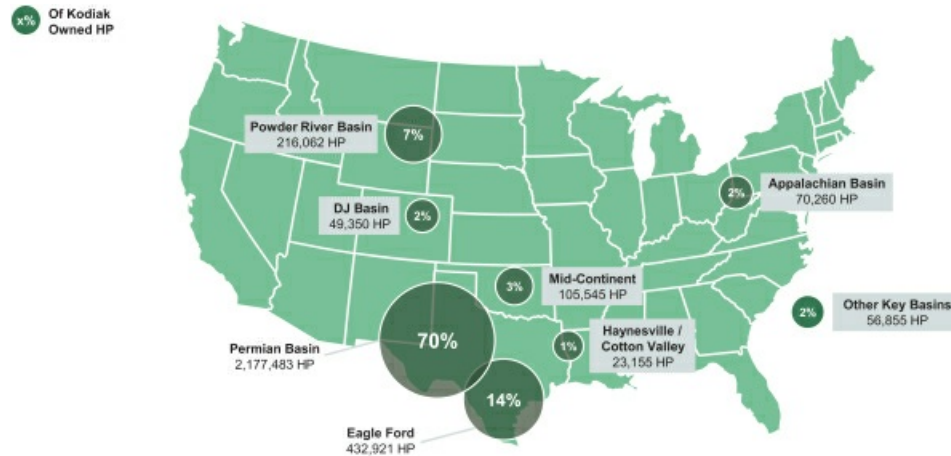 x%
Of Kodiak
Owned HP
Powder River Basin
216,062 HP
7%
DJ Basin
49,350 HP
2%
2%
Appalachian Basin
70,260 HP
3%
Mid-Continent
105,545 HP
2%
Other Key Basins
56,855 HP
Permian Basin
2,177,483 HP
70%
1%
Haynesville /
Cotton Valley
23,155 HP
14%
Eagle Ford
432,921 HP